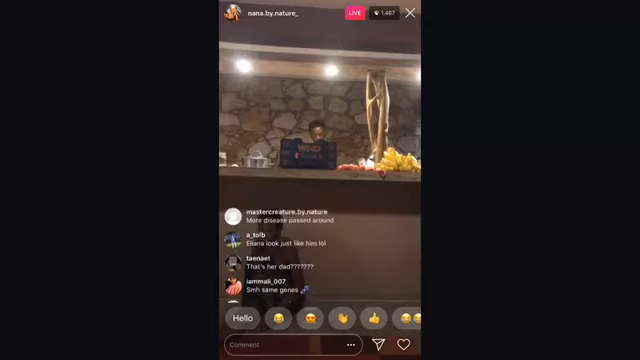 nana.by.nature_
LIVE
1,467
mastercreature.by.nature
More disease passed around
a_tolb
Eliana look just like him lol
taenaet
That's her dad???????
iammali_007
Smh same genes 🧬
Hello
Comment